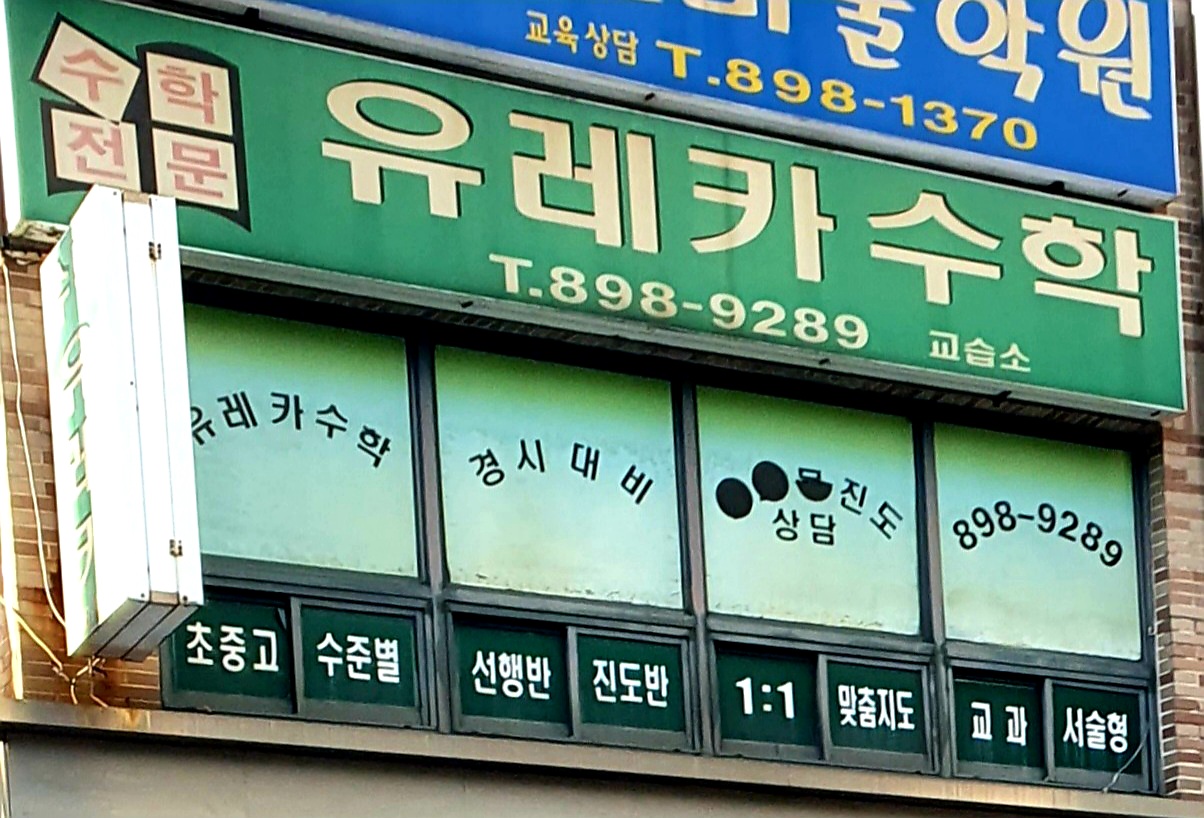 술학원
교육상담 T.898-1370
수학
전문
유레카수학
T.898-9289 교습소
유레카수학
경시대비
진도
상담
898-9289
초중고 수준별 선행반 진도반 1:1 맞춤지도 교과 서술형